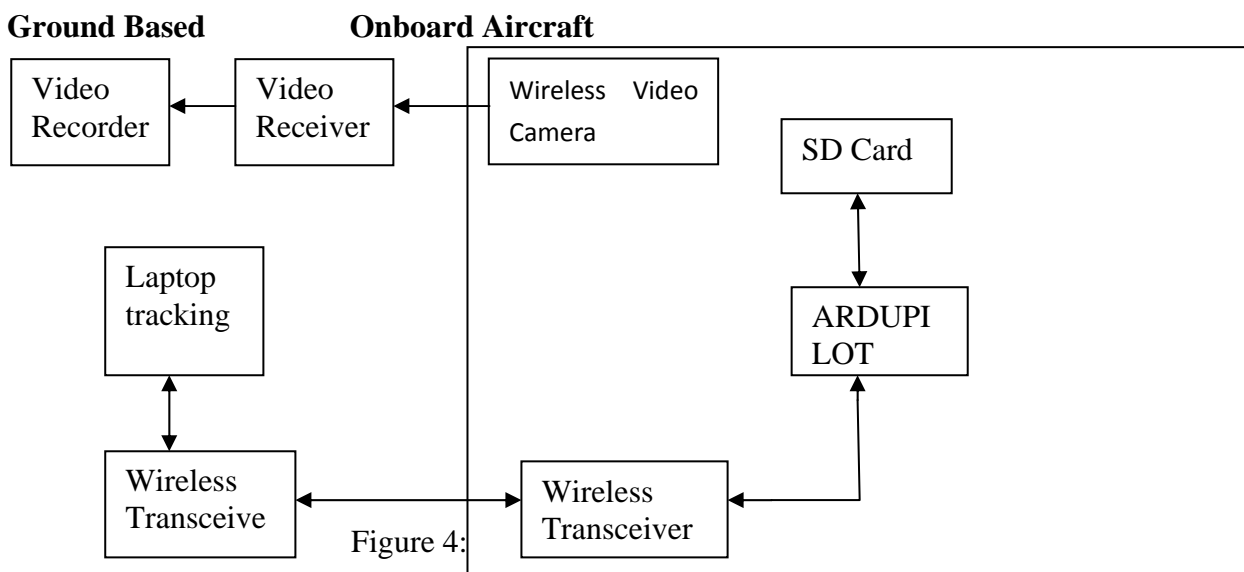 Ground Based
Onboard Aircraft
Video
Recorder
Video
Receiver
Wireless Video
Camera
SD Card
Laptop
tracking
ARDUPI
LOT
Wireless
Transceive
Wireless
Transceiver
Figure 4: